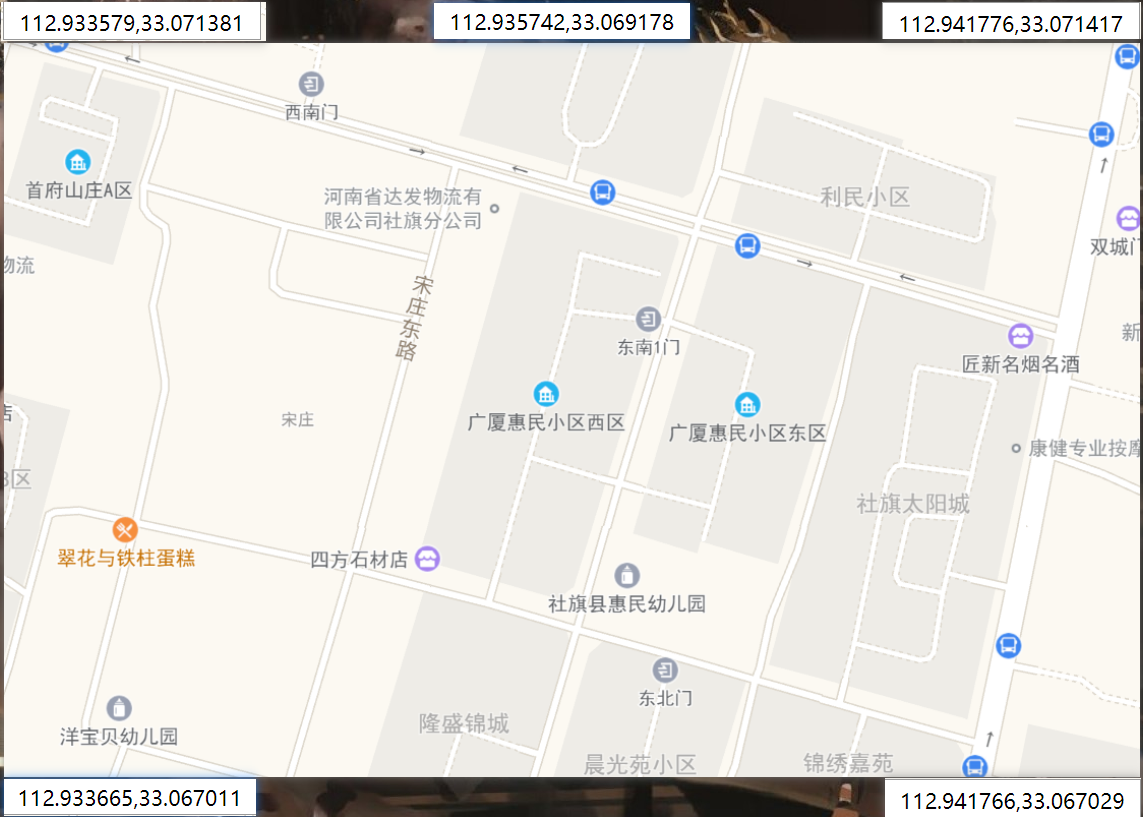 112.933579,33.071381
112.935742,33.069178
112.941776,33.071417
西南门
首府山庄A区
河南省达发物流有
限公司社旗分公司
利民小区
双城门
物流
宋庄东路
东南1门
匠新名烟名酒
新
店
宋庄
广厦惠民小区西区
广厦惠民小区东区
康健专业按摩
B区
社旗太阳城
翠花与铁柱蛋糕
四方石材店
社旗县惠民幼儿园
东北门
洋宝贝幼儿园
隆盛锦城
晨光苑小区
锦绣嘉苑
112.933665,33.067011
112.941766,33.067029